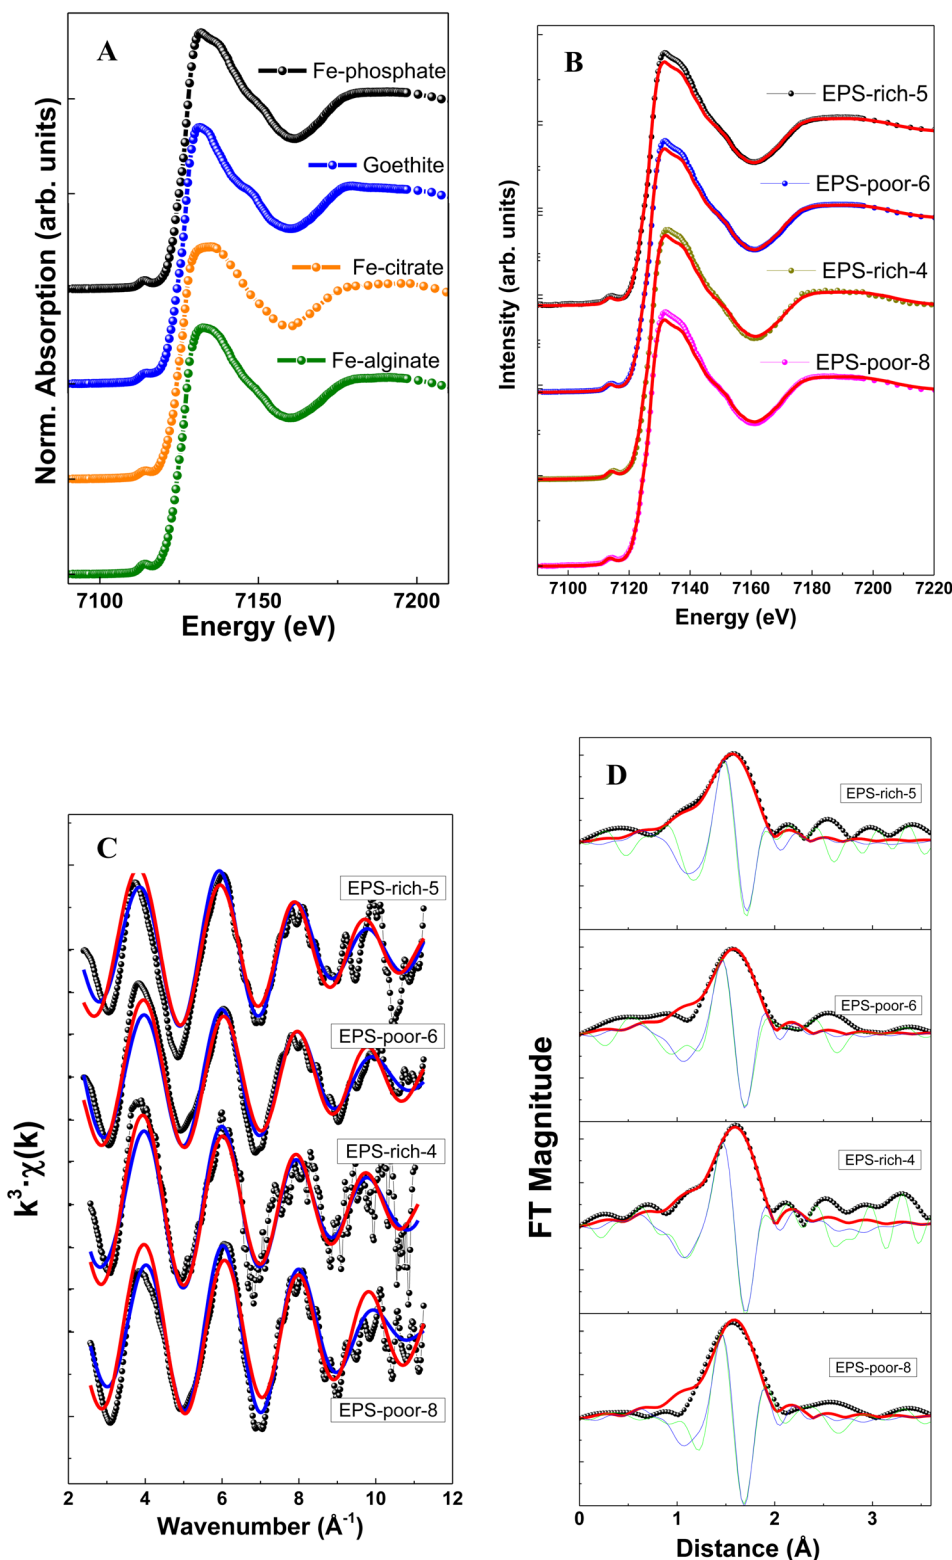 A
Fe-phosphate
Goethite
Fe-citrate
Fe-alginate
Norm. Absorption (arb. units)
7100 7150 7200
Energy (eV)
B
EPS-rich-5
EPS-poor-6
EPS-rich-4
EPS-poor-8
Intensity (arb. units)
7100 7120 7140 7160 7180 7200 7220
Energy (eV)
C
EPS-rich-5
EPS-poor-6
EPS-rich-4
EPS-poor-8
k³·χ(k)
2 4 6 8 10 12
Wavenumber (Å⁻¹)
D
EPS-rich-5
EPS-poor-6
EPS-rich-4
EPS-poor-8
FT Magnitude
0 1 2 3
Distance (Å)